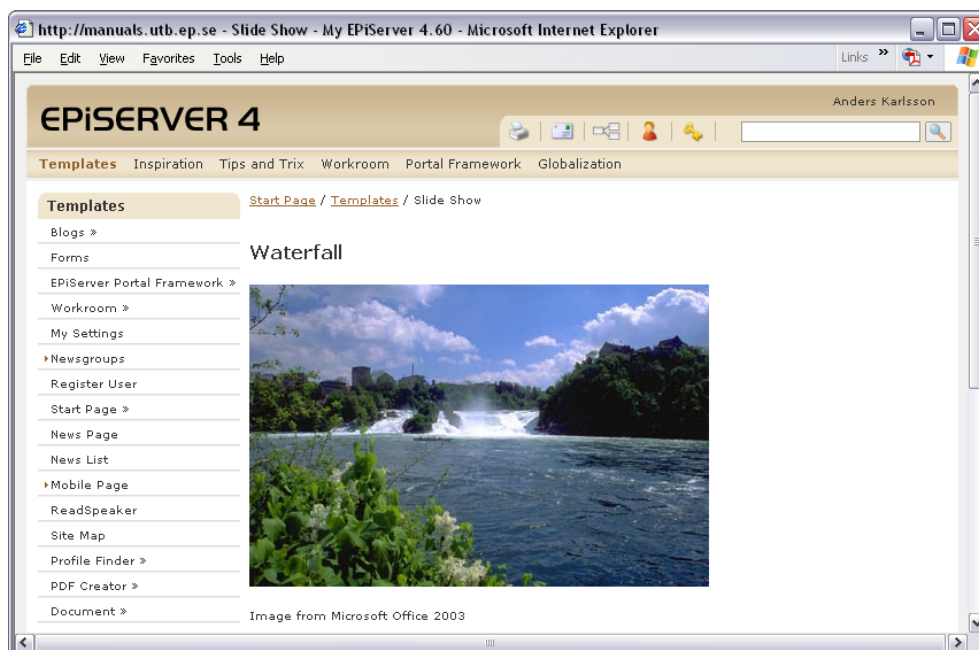 http://manuals.utb.ep.se - Slide Show - My EPiServer 4.60 - Microsoft Internet Explorer
File Edit View Favorites Tools Help Links »
Anders Karlsson
EPiSERVER 4
Templates Inspiration Tips and Trix Workroom Portal Framework Globalization
Templates
Blogs »
Forms
EPiServer Portal Framework »
Workroom »
My Settings
Newsgroups
Register User
Start Page »
News Page
News List
Mobile Page
ReadSpeaker
Site Map
Profile Finder »
PDF Creator »
Document »
Start Page / Templates / Slide Show
Waterfall
Image from Microsoft Office 2003